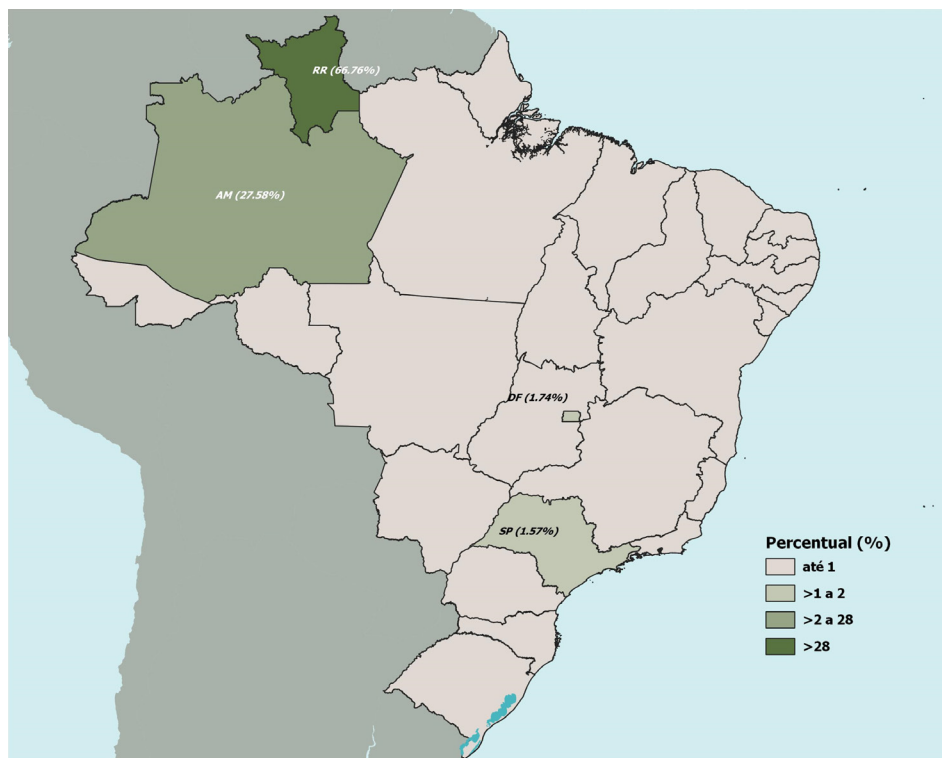 RR (66.76%)
AM (27.58%)
DF (1.74%)
SP (1.57%)
Percentual (%)
até 1
>1 a 2
>2 a 28
>28